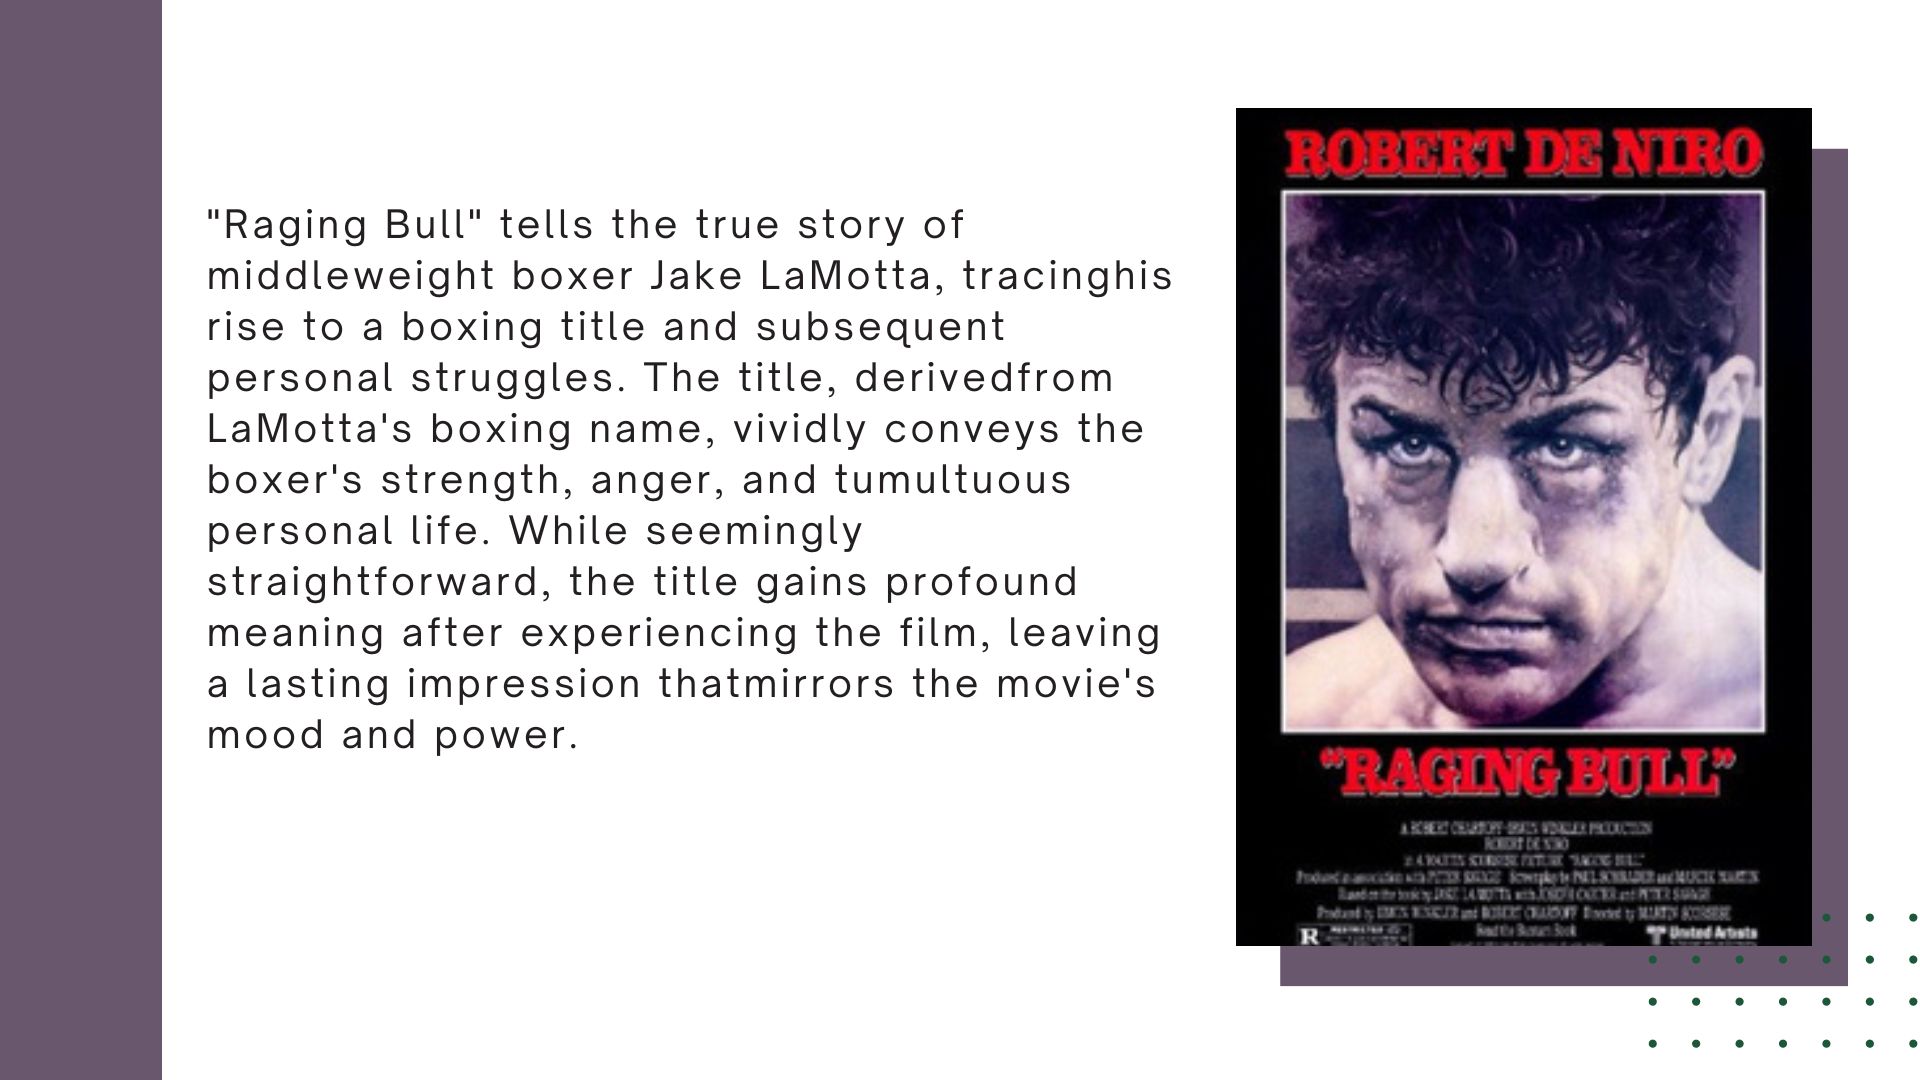 "Raging Bull" tells the true story of
middleweight boxer Jake LaMotta, tracinghis
rise to a boxing title and subsequent
personal struggles. The title, derivedfrom
LaMotta's boxing name, vividly conveys the
boxer's strength, anger, and tumultuous
personal life. While seemingly
straightforward, the title gains profound
meaning after experiencing the film, leaving
a lasting impression thatmirrors the movie's
mood and power.
ROBERT DE NIRO
“RAGING BULL”
A ROBERT CHARTOFF-IRWIN WINKLER PRODUCTION
ROBERT DE NIRO
in A MARTIN SCORSESE PICTURE "RAGING BULL"
Produced in association with PETER SAVAGE Screenplay by PAUL SCHRADER and MARDIK MARTIN
Based on the book by JAKE LA MOTTA with JOSEPH CARTER and PETER SAVAGE
Produced by IRWIN WINKLER and ROBERT CHARTOFF Directed by MARTIN SCORSESE
Read the Bantam Book
R RESTRICTED
United Artists